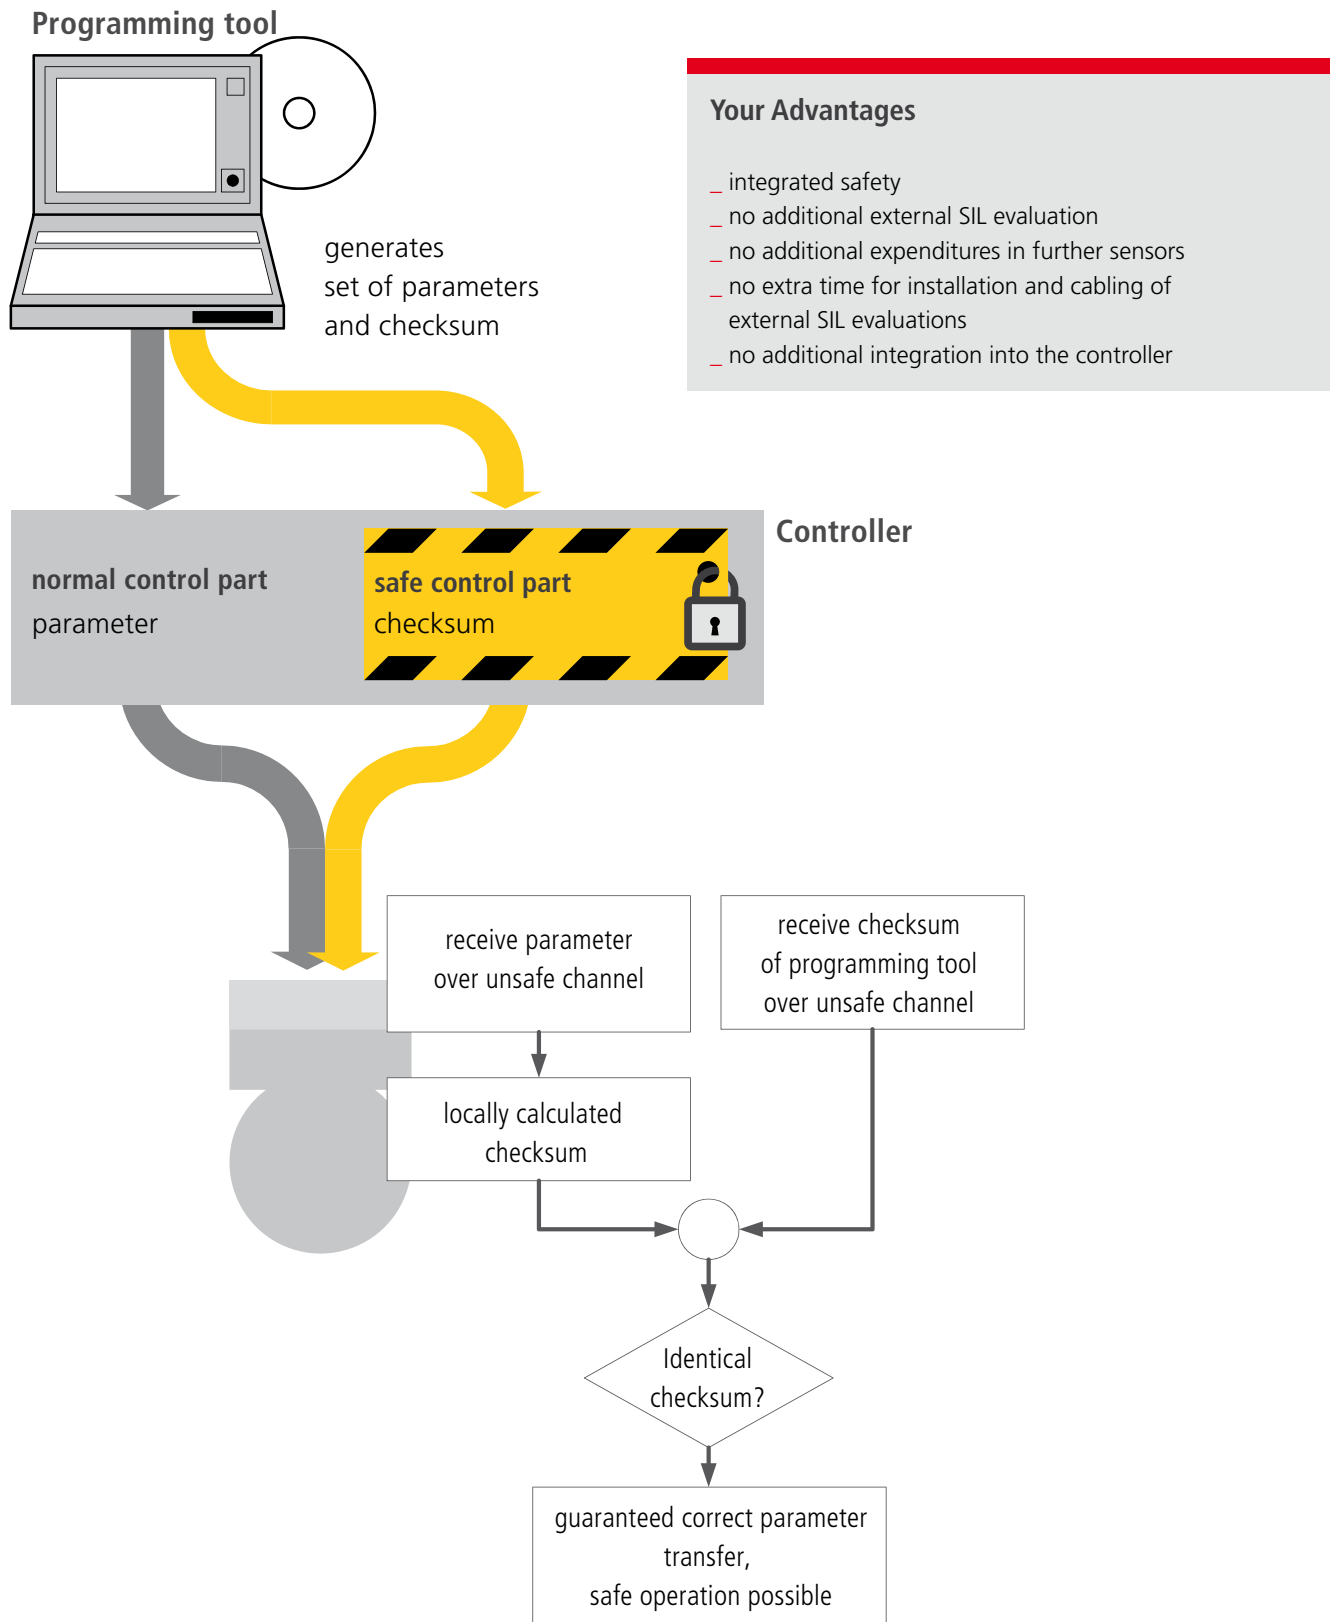 Programming tool
generates
set of parameters
and checksum
Your Advantages
_ integrated safety
_ no additional external SIL evaluation
_ no additional expenditures in further sensors
_ no extra time for installation and cabling of
external SIL evaluations
_ no additional integration into the controller
Controller
normal control part
parameter
safe control part
checksum
receive parameter
over unsafe channel
receive checksum
of programming tool
over unsafe channel
locally calculated
checksum
Identical
checksum?
guaranteed correct parameter
transfer,
safe operation possible